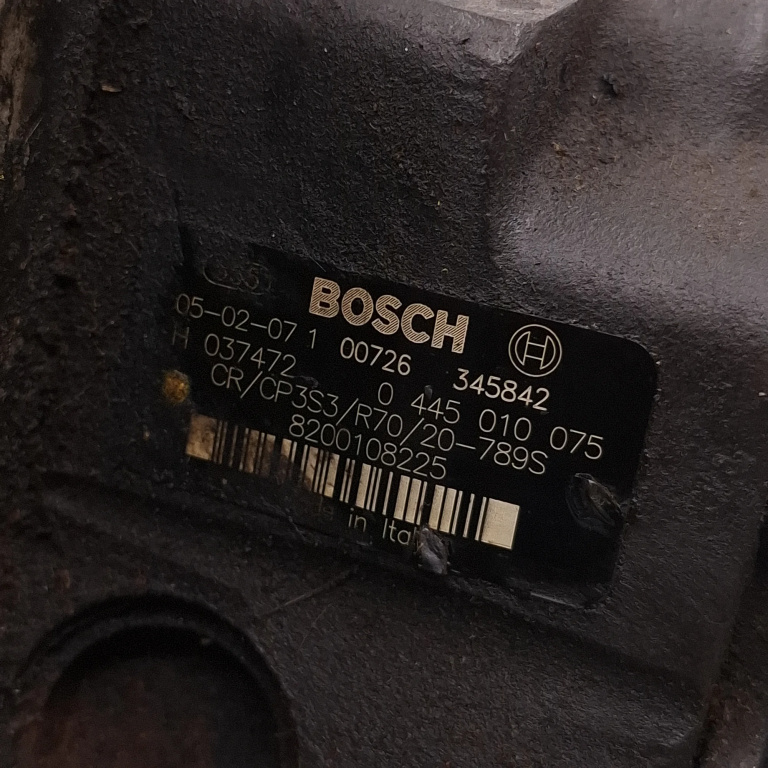 BOSCH
05-02-07 1 00726 345842
H 037472 0 445 010 075
CR/CP3S3/R70/20-789S
8200108225
in